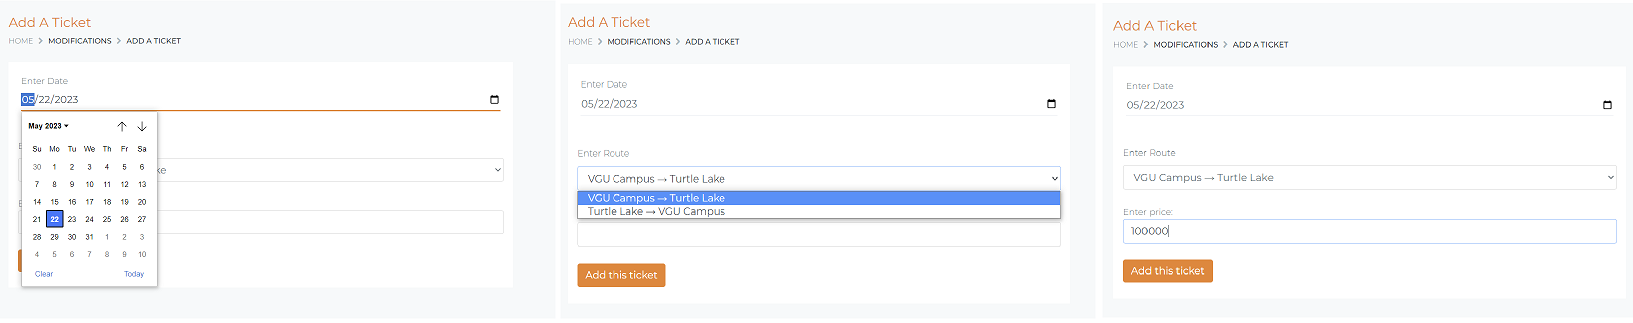 Add A Ticket
HOME > MODIFICATIONS > ADD A TICKET
Enter Date
05/22/2023
May 2023
Su Mo Tu We Th Fr Sa
30 1 2 3 4 5 6
7 8 9 10 11 12 13
14 15 16 17 18 19 20
21 22 23 24 25 26 27
28 29 30 31 1 2 3
4 5 6 7 8 9 10
Clear Today
E
ke
E
Add A Ticket
HOME > MODIFICATIONS > ADD A TICKET
Enter Date
05/22/2023
Enter Route
VGU Campus → Turtle Lake
VGU Campus → Turtle Lake
Turtle Lake → VGU Campus
Add this ticket
Add A Ticket
HOME > MODIFICATIONS > ADD A TICKET
Enter Date
05/22/2023
Enter Route
VGU Campus → Turtle Lake
Enter price:
100000
Add this ticket